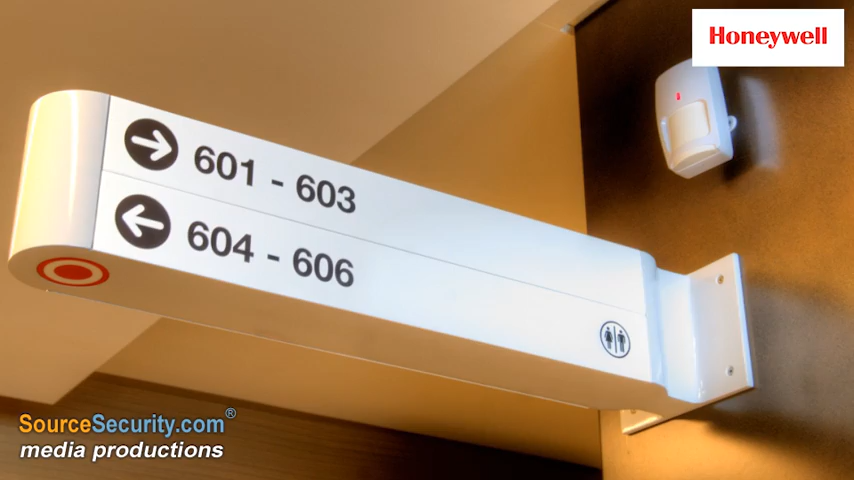 Honeywell
601 - 603
604 - 606
SourceSecurity.com®
media productions